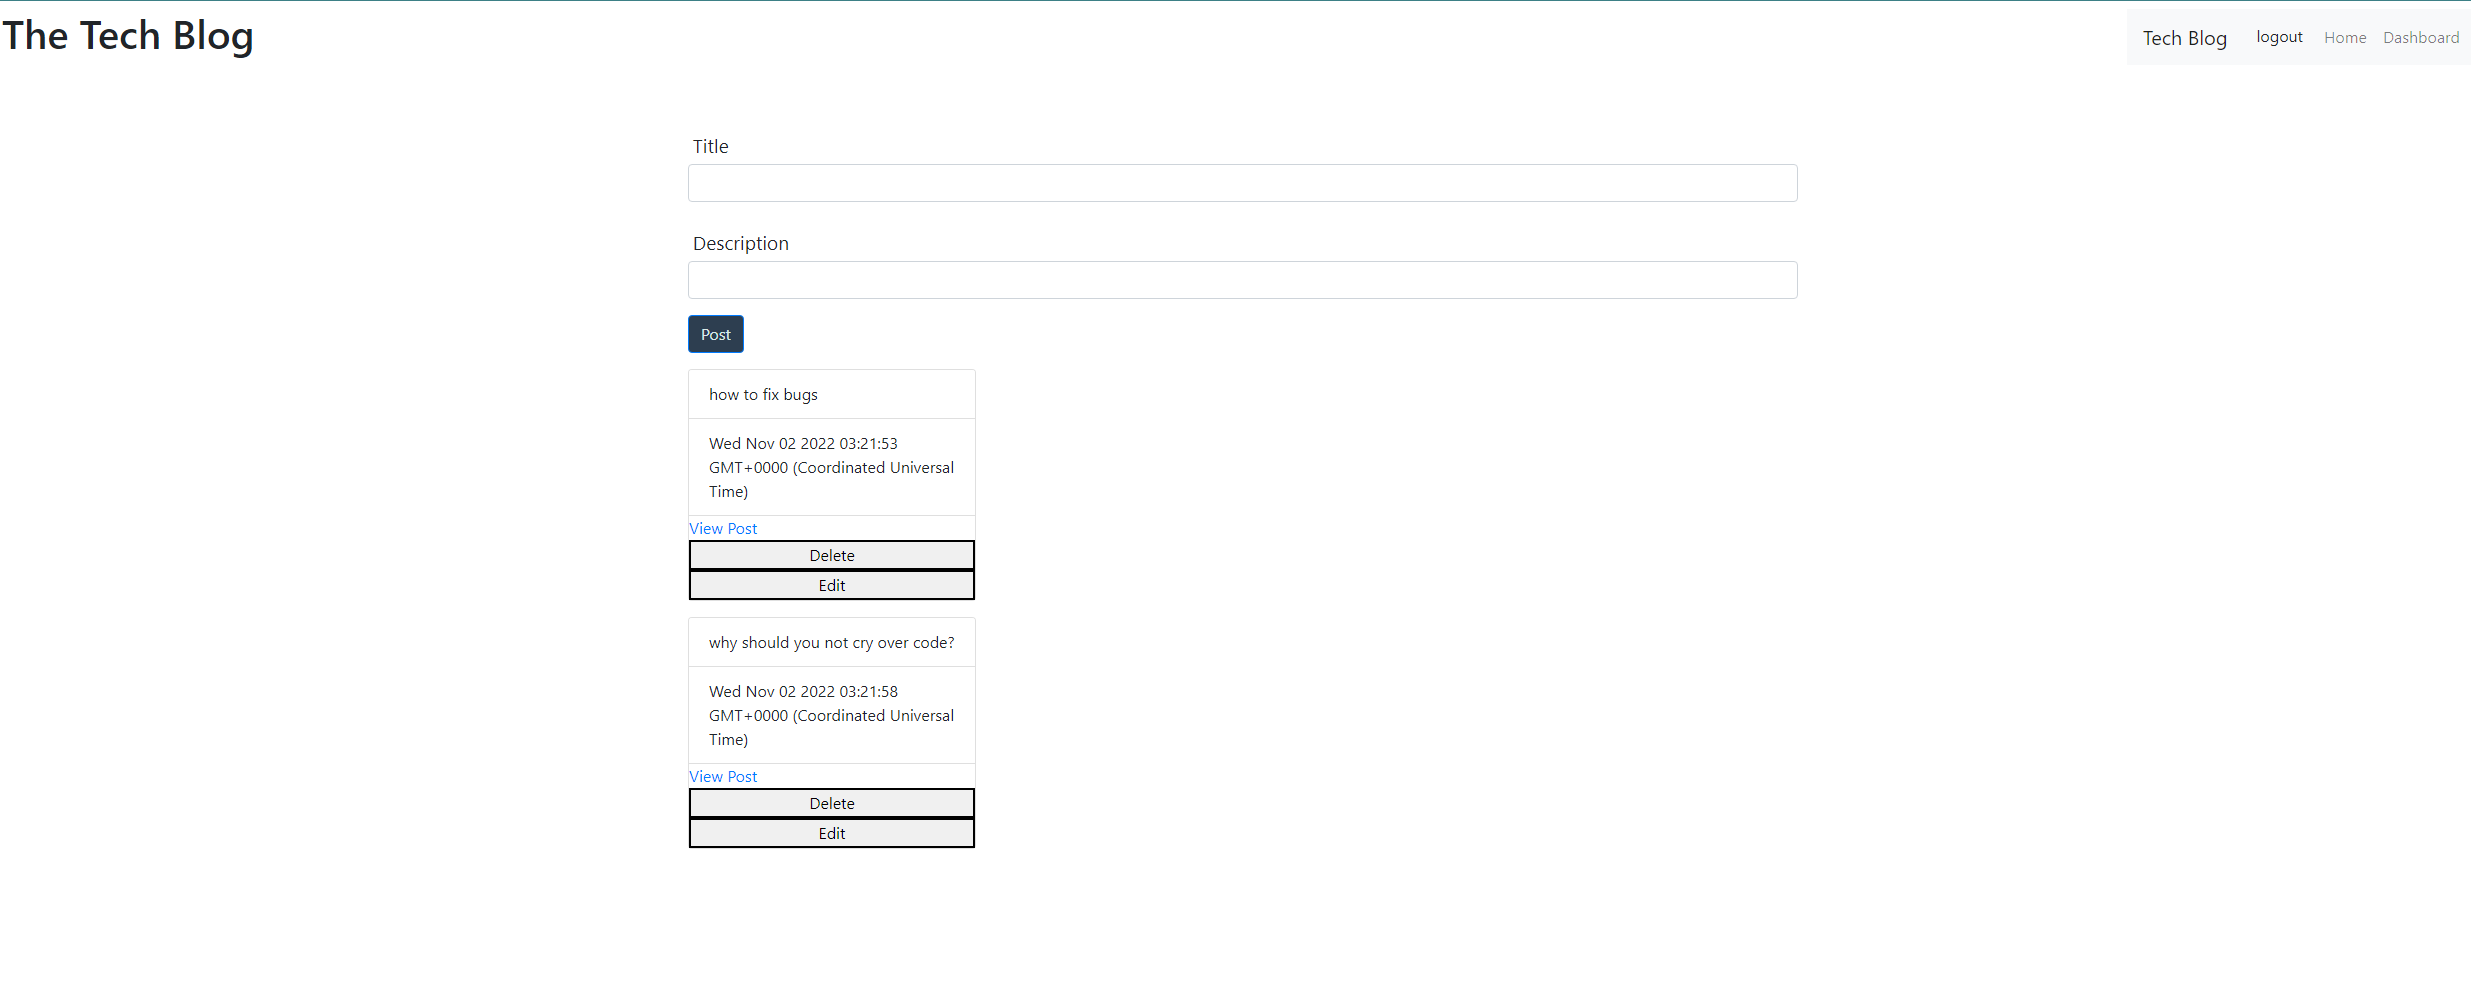 The Tech Blog
Tech Blog logout Home Dashboard
Title
Description
Post
how to fix bugs
Wed Nov 02 2022 03:21:53
GMT+0000 (Coordinated Universal
Time)
View Post
Delete
Edit
why should you not cry over code?
Wed Nov 02 2022 03:21:58
GMT+0000 (Coordinated Universal
Time)
View Post
Delete
Edit